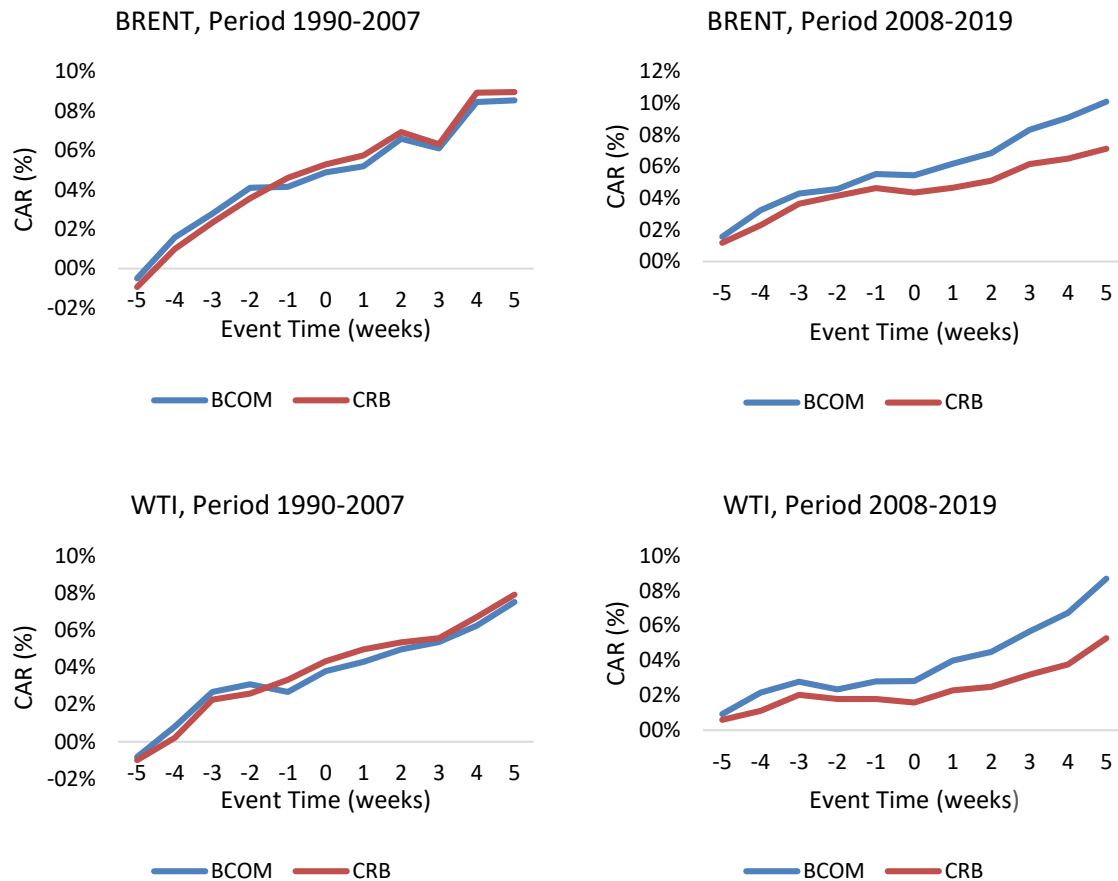 BRENT, Period 1990-2007
10%
08%
06%
04%
02%
00%
-02%
CAR (%)
-5 -4 -3 -2 -1 0 1 2 3 4 5
Event Time (weeks)
BCOM CRB
BRENT, Period 2008-2019
12%
10%
08%
06%
04%
02%
00%
CAR (%)
-5 -4 -3 -2 -1 0 1 2 3 4 5
Event Time (weeks)
BCOM CRB
WTI, Period 1990-2007
10%
08%
06%
04%
02%
00%
-02%
CAR (%)
-5 -4 -3 -2 -1 0 1 2 3 4 5
Event Time (weeks)
BCOM CRB
WTI, Period 2008-2019
10%
08%
06%
04%
02%
00%
CAR (%)
-5 -4 -3 -2 -1 0 1 2 3 4 5
Event Time (weeks)
BCOM CRB